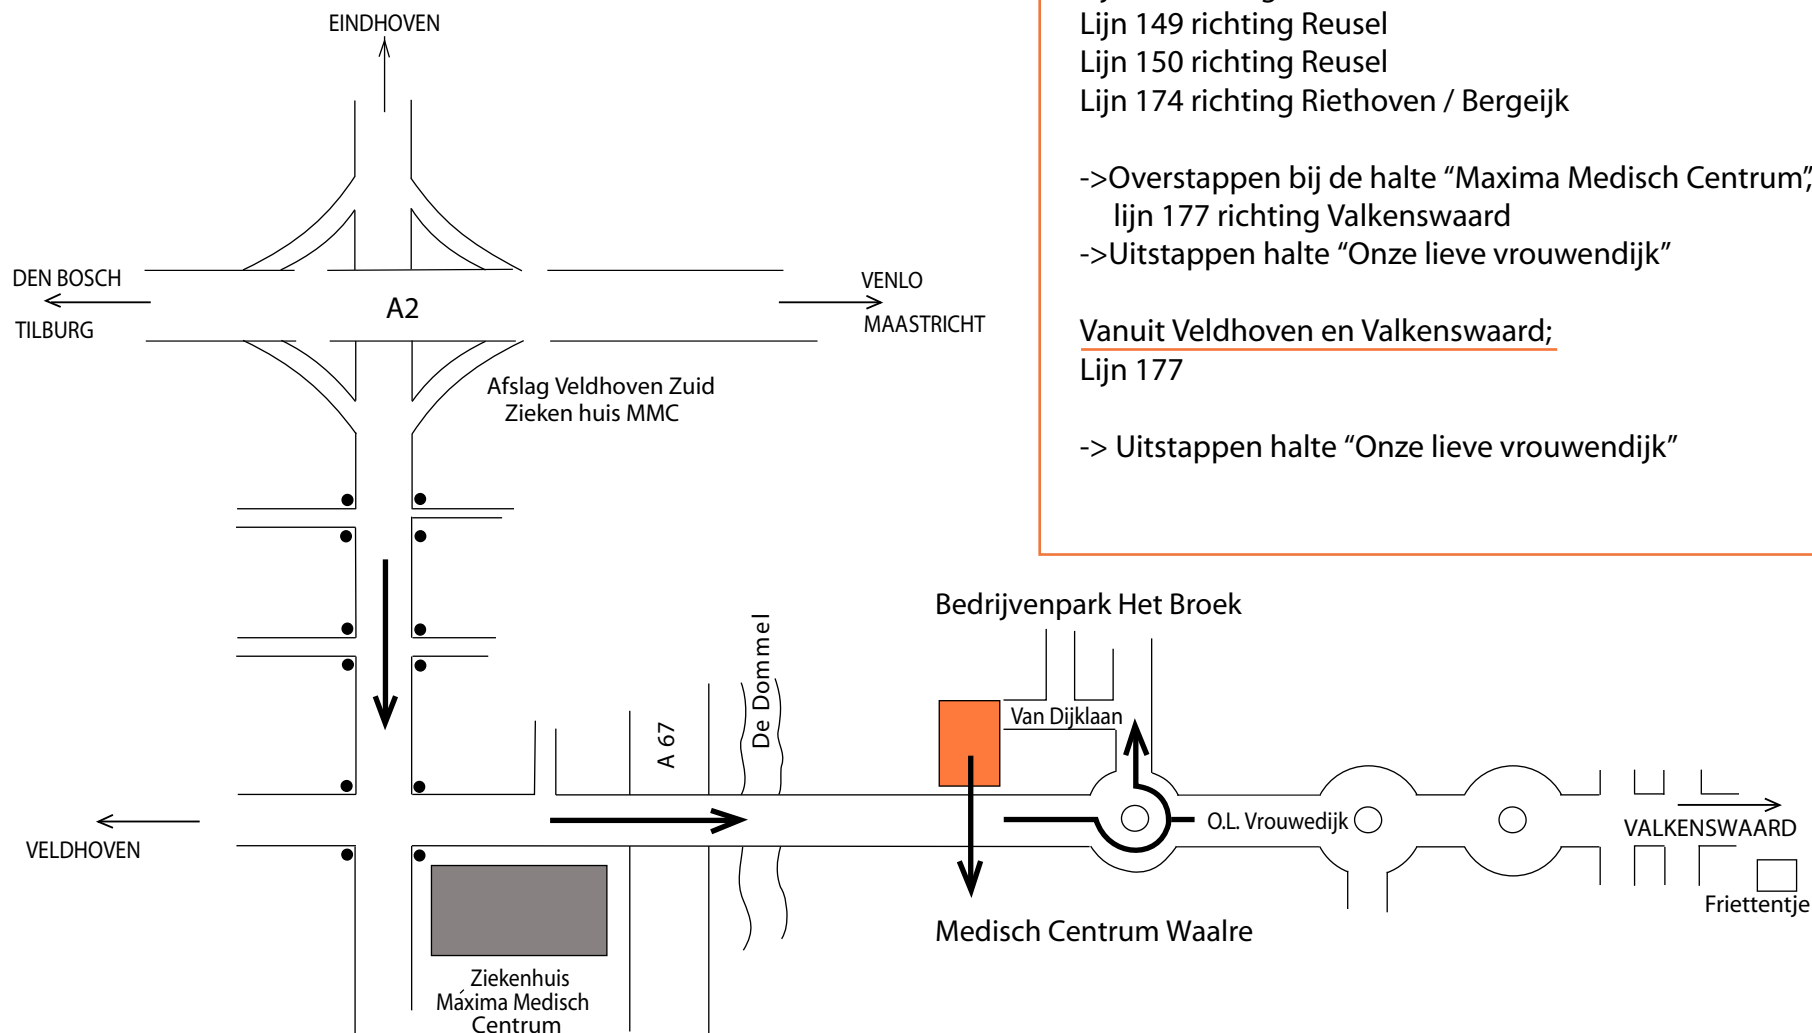 EINDHOVEN
Lijn 149 richting Reusel
Lijn 150 richting Reusel
Lijn 174 richting Riethoven / Bergeijk
->Overstappen bij de halte “Maxima Medisch Centrum”,
lijn 177 richting Valkenswaard
->Uitstappen halte “Onze lieve vrouwendijk”
Vanuit Veldhoven en Valkenswaard;
Lijn 177
-> Uitstappen halte “Onze lieve vrouwendijk”
DEN BOSCH
TILBURG
A2
VENLO
MAASTRICHT
Afslag Veldhoven Zuid
Zieken huis MMC
Bedrijvenpark Het Broek
De Dommel
A 67
Van Dijklaan
O.L. Vrouwedijk
VALKENSWAARD
VELDHOVEN
Friettentje
Medisch Centrum Waalre
Ziekenhuis
Máxima Medisch
Centrum